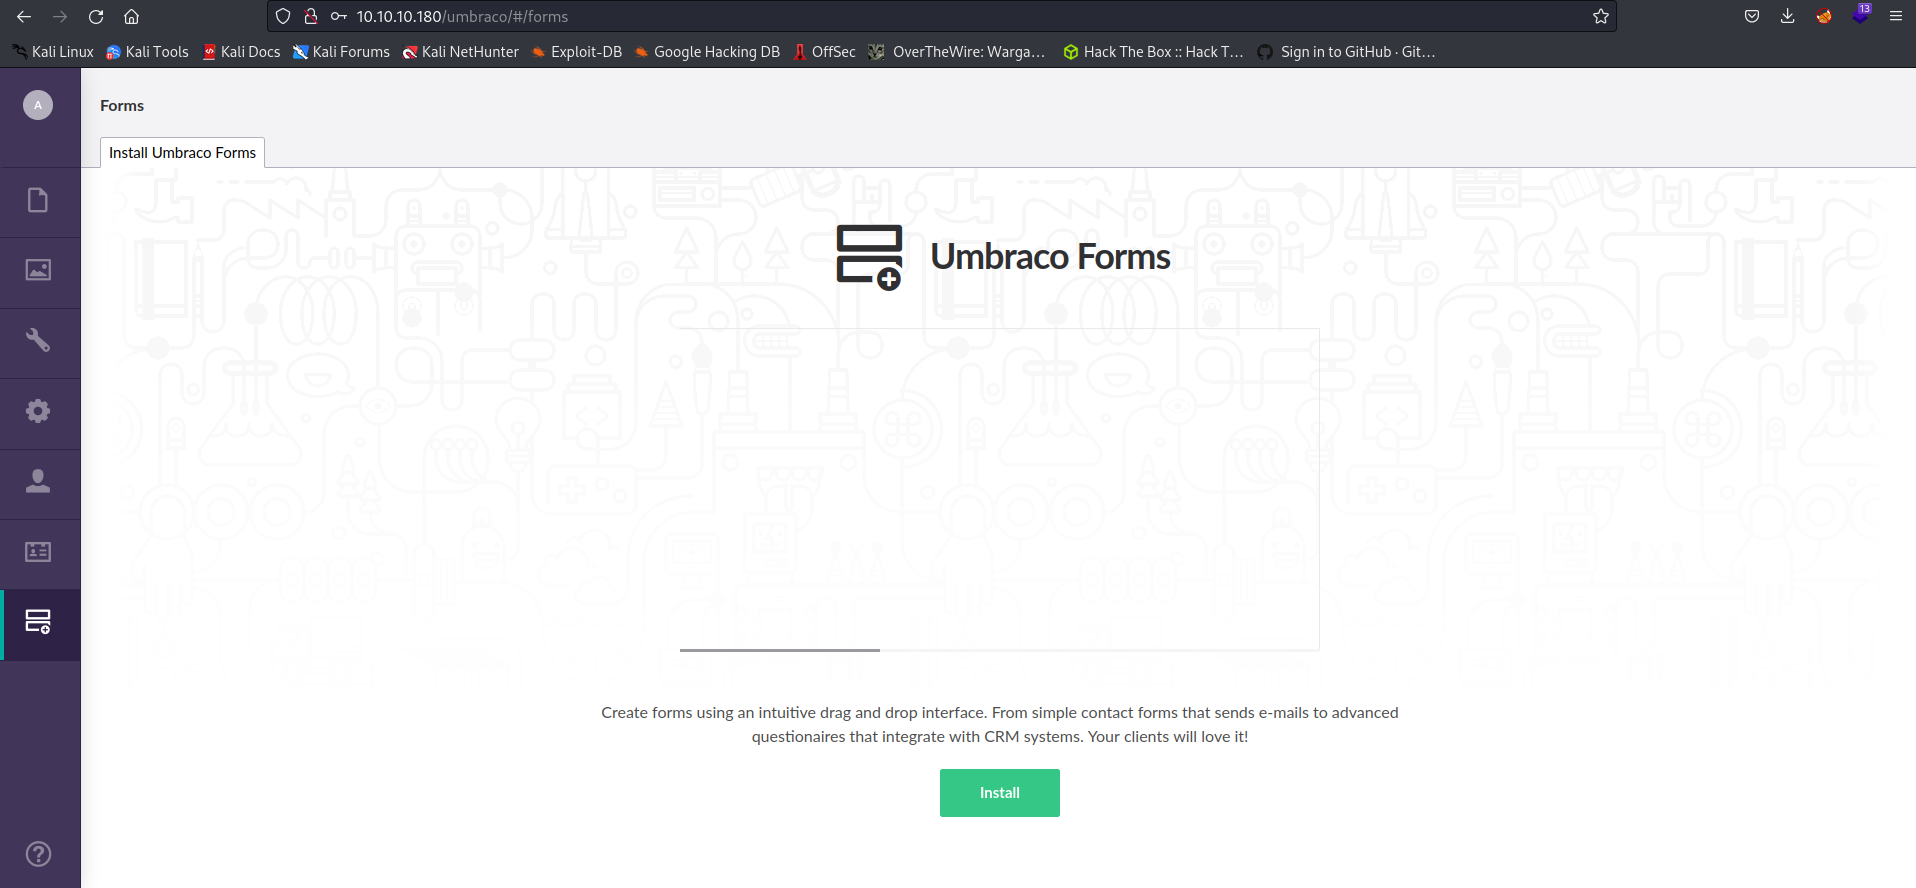 10.10.10.180/umbraco/#/forms
13
Kali Linux Kali Tools Kali Docs Kali Forums Kali NetHunter Exploit-DB Google Hacking DB OffSec OverTheWire: Warga… Hack The Box :: Hack T… Sign in to GitHub · Git…
A
Forms
Install Umbraco Forms
Umbraco Forms
Create forms using an intuitive drag and drop interface. From simple contact forms that sends e-mails to advanced
questionaires that integrate with CRM systems. Your clients will love it!
Install